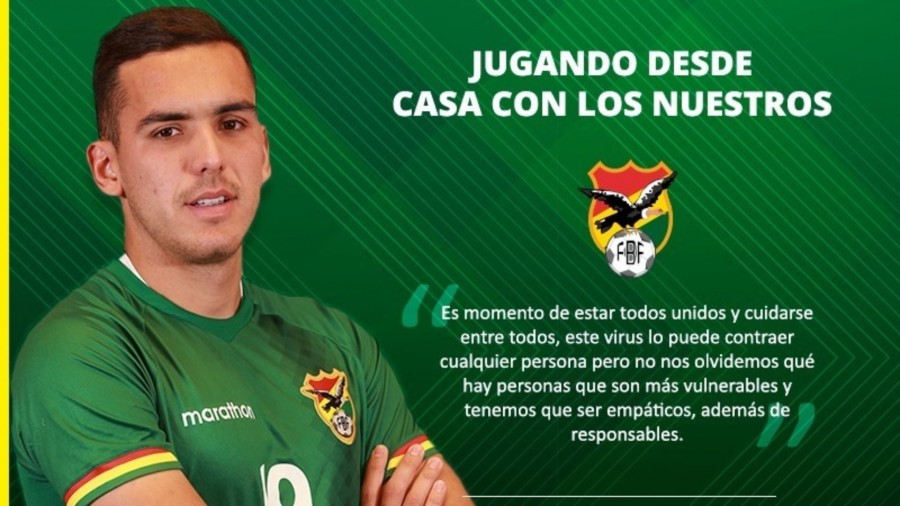 JUGANDO DESDE
CASA CON LOS NUESTROS
FBF
“Es momento de estar todos unidos y cuidarse
entre todos, este virus lo puede contraer
cualquier persona pero no nos olvidemos qué
hay personas que son más vulnerables y
tenemos que ser empáticos, además de
responsables.”
marathon